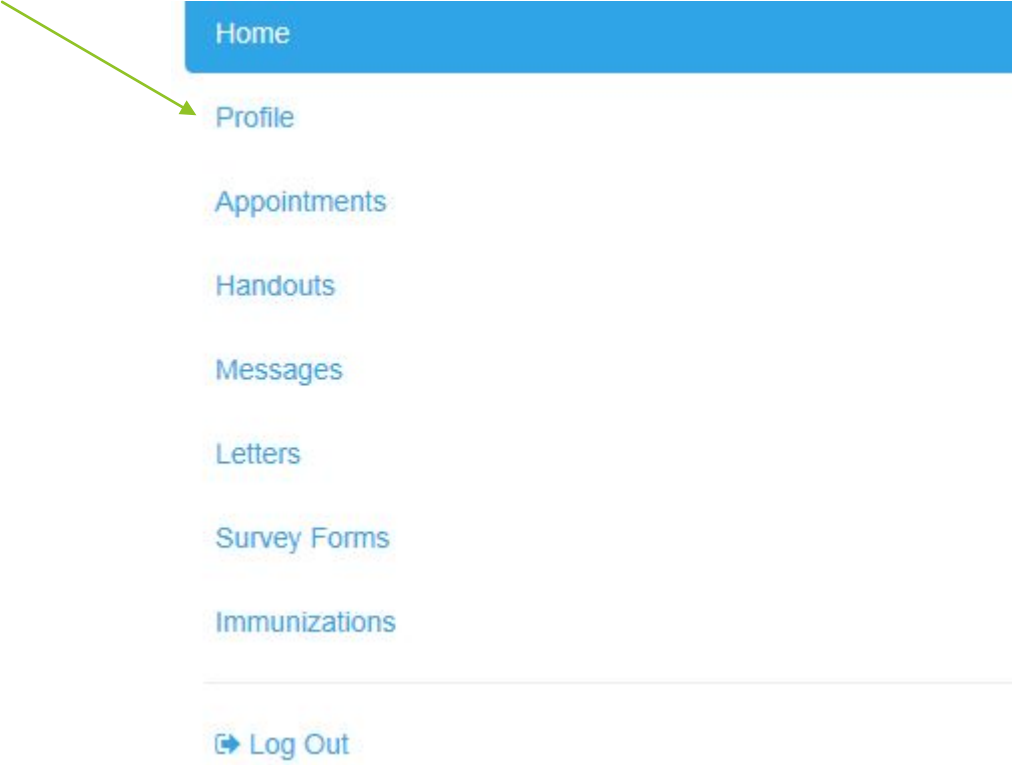 Home
Profile
Appointments
Handouts
Messages
Letters
Survey Forms
Immunizations
Log Out